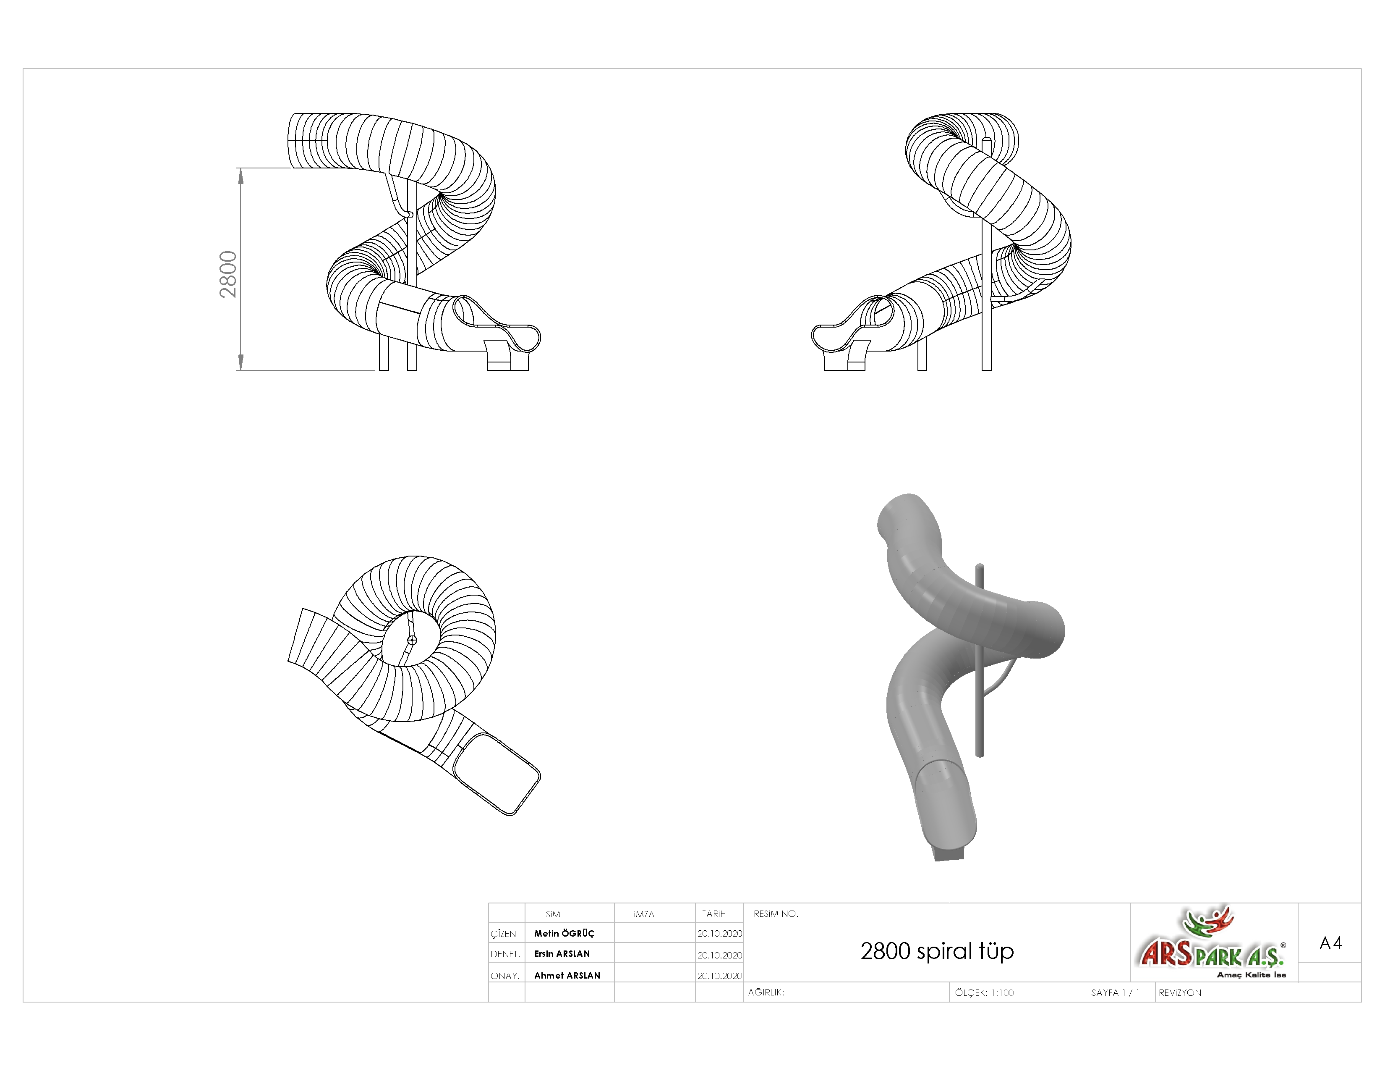 2800
İSİM
İMZA
TARİH
RESİM NO.
ÇİZEN
Metin ÖGRÜÇ
20.10.2020
DENET.
Ersin ARSLAN
20.10.2020
ONAY.
Ahmet ARSLAN
20.10.2020
2800 spiral tüp
ARS PARK A.Ş.®
Amaç Kalite İse
A4
AĞIRLIK:
ÖLÇEK: 1:100
SAYFA 1 / 1
REVİZYON